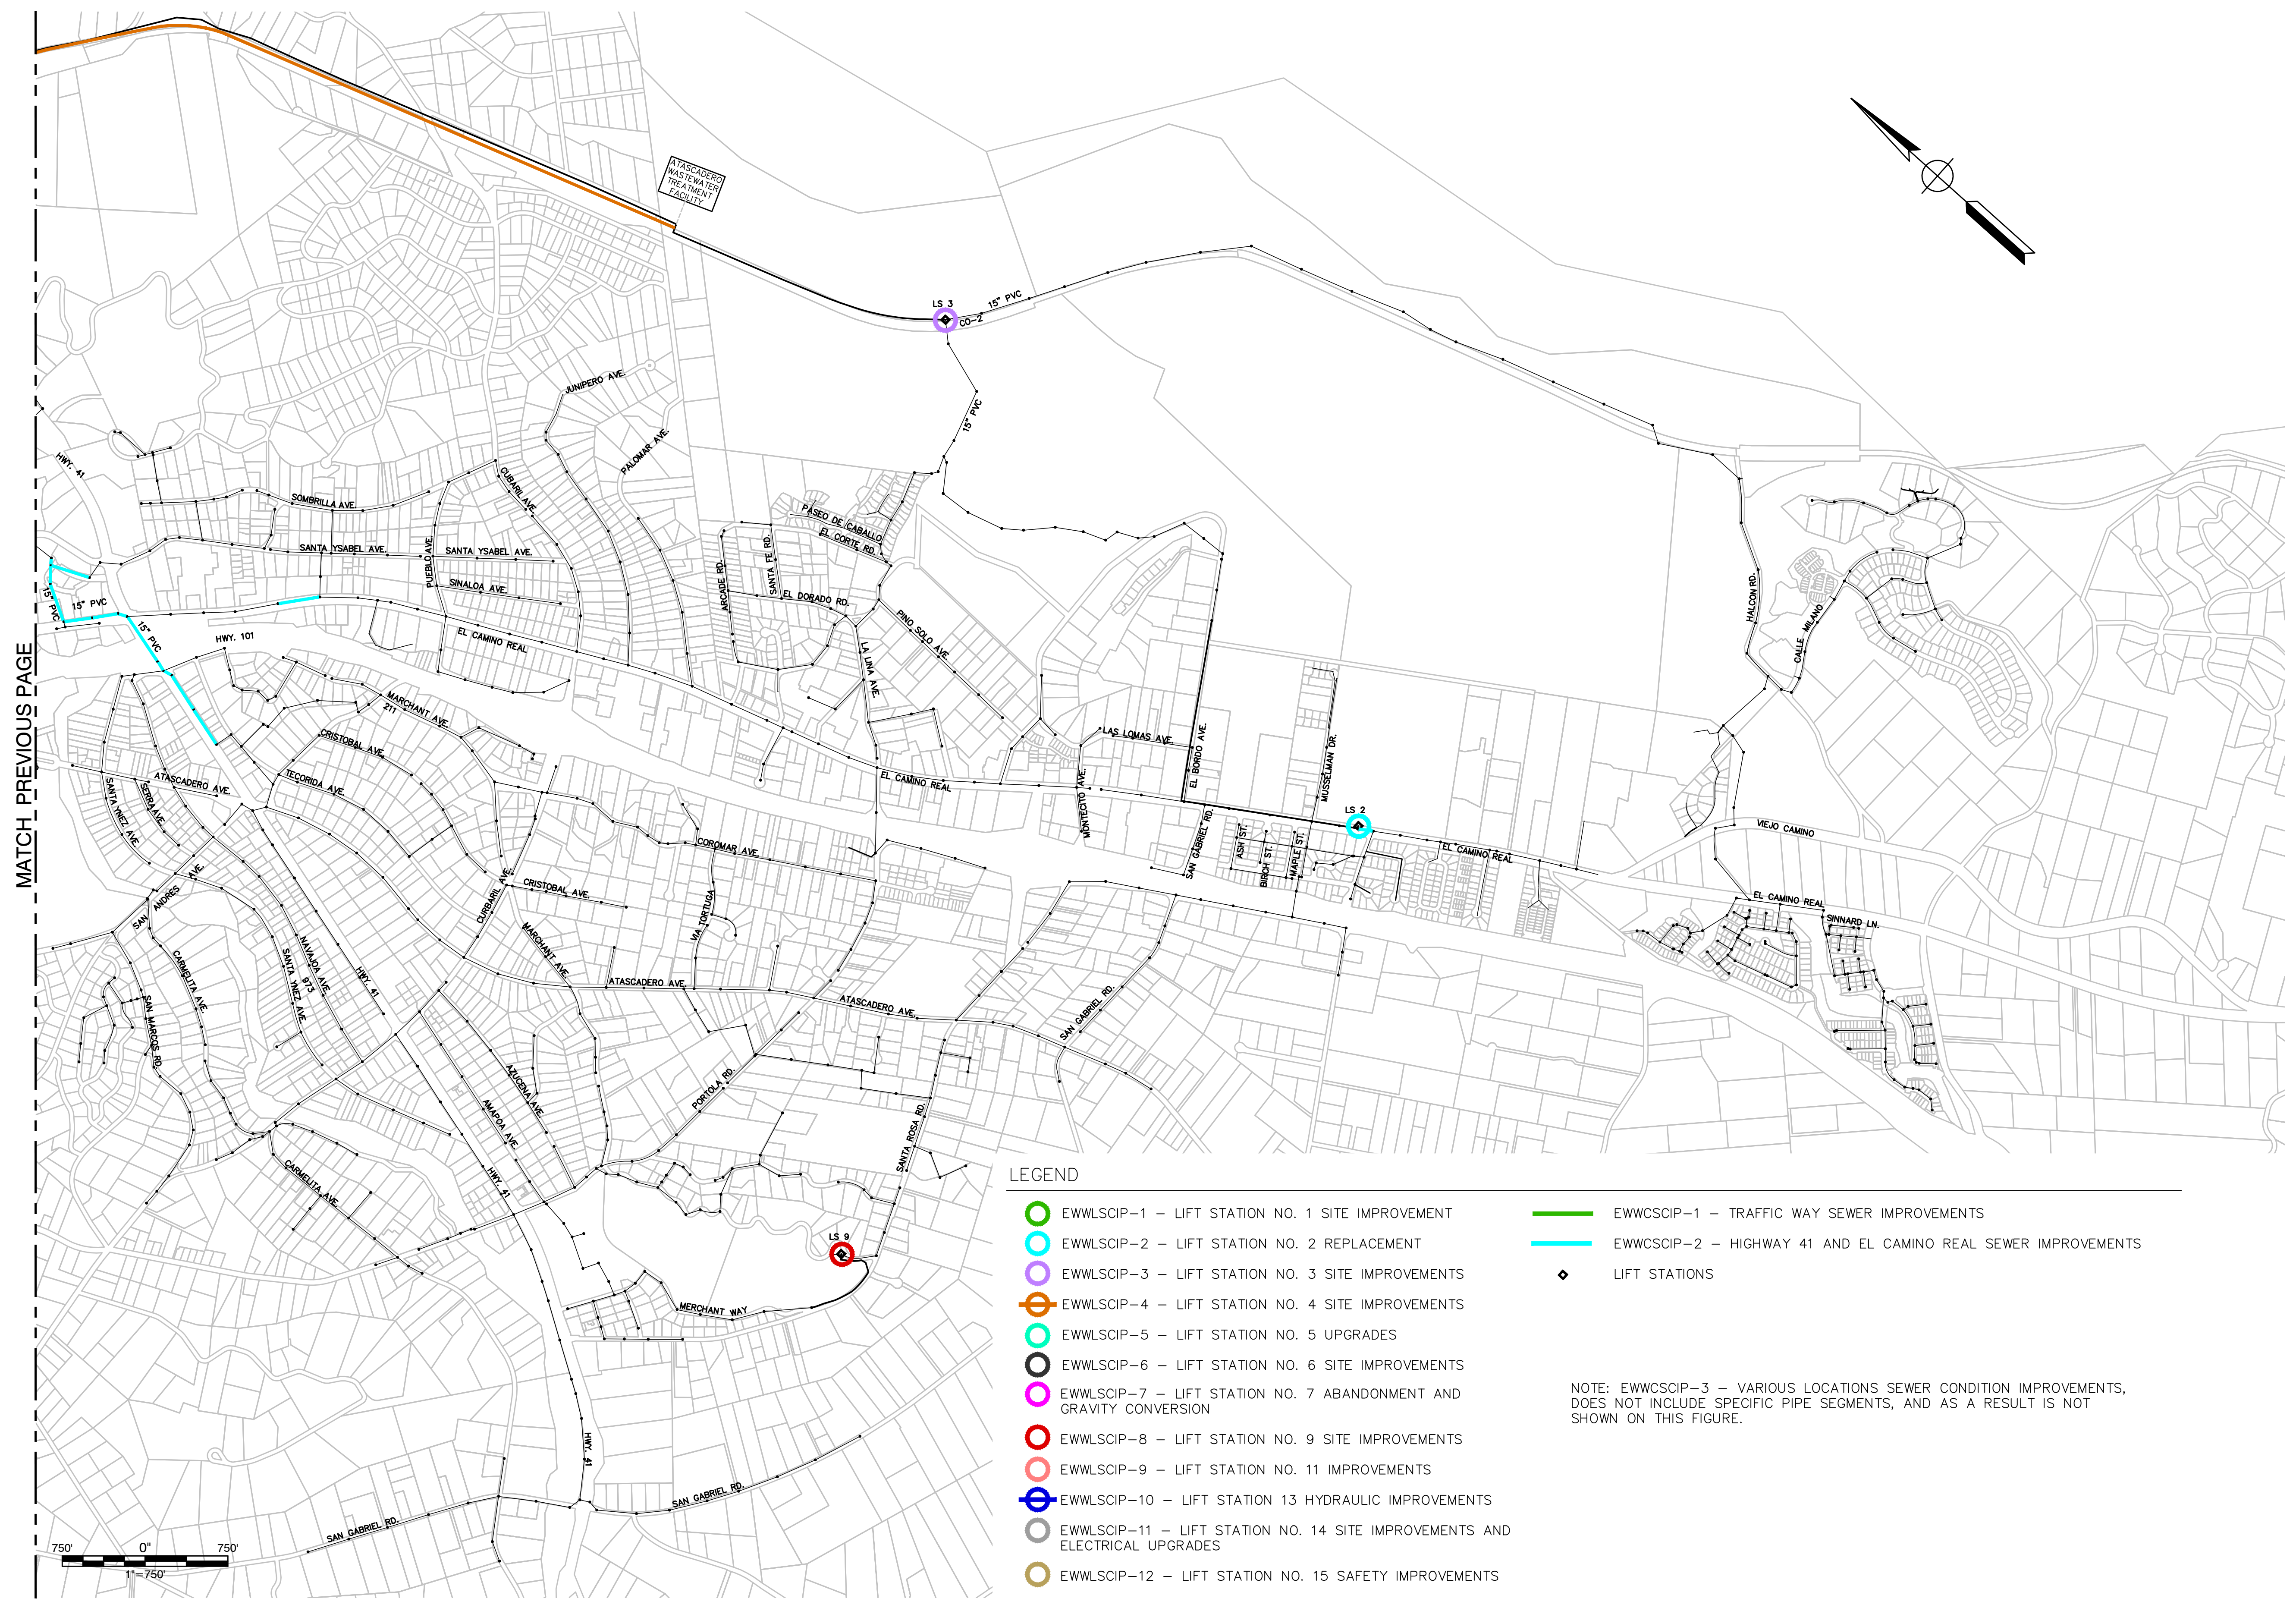 ATASCADERO
WASTEWATER
TREATMENT
FACILITY
LS 3
15" PVC
CO-2
15" PVC
JUNIPERO AVE.
PALOMAR AVE.
HWY. 41
CUBARIL AVE.
SOMBRILLA AVE.
PASEO DE CABALLO
EL CORTE RD.
SANTA YSABEL AVE.
SANTA YSABEL AVE.
PUEBLO AVE.
SINALOA AVE.
ARCADE RD.
SANTA FE RD.
EL DORADO RD.
HALCON RD.
CALLE MILANO
15" PVC
15" PVC
15" PVC
HWY. 101
EL CAMINO REAL
PINO SOLO AVE.
LA LINA AVE.
MATCH PREVIOUS PAGE
MARCHANT AVE.
211
CRISTOBAL AVE.
TECORIDA AVE.
ATASCADERO AVE.
SERRA AVE.
SANTA YNEZ AVE.
LAS LOMAS AVE.
EL BORDO AVE.
MUSSELMAN DR.
EL CAMINO REAL
MONTECITO AVE.
LS 2
SAN GABRIEL RD.
ASH ST.
BIRCH ST.
MAPLE ST.
EL CAMINO REAL
VIEJO CAMINO
COROMAR AVE.
CRISTOBAL AVE.
CURBARIL AVE.
VIA TORTUGA
EL CAMINO REAL
SINNARD LN.
SAN ANDRES AVE.
CARMELITA AVE.
SANTA YNEZ AVE.
NAVAJOA AVE.
973
HWY. 41
MARCHANT AVE.
ATASCADERO AVE.
ATASCADERO AVE.
SAN GABRIEL RD.
SAN MARCOS RD.
AZUCENA AVE.
AMAPOA AVE.
PORTOLA RD.
SANTA ROSA RD.
CARMELITA AVE.
HWY. 41
LS 9
MERCHANT WAY
HWY. 41
SAN GABRIEL RD.
SAN GABRIEL RD.
750'
0"
750'
1"=750'
LEGEND
EWWLSCIP-1 – LIFT STATION NO. 1 SITE IMPROVEMENT
EWWLSCIP-2 – LIFT STATION NO. 2 REPLACEMENT
EWWLSCIP-3 – LIFT STATION NO. 3 SITE IMPROVEMENTS
EWWLSCIP-4 – LIFT STATION NO. 4 SITE IMPROVEMENTS
EWWLSCIP-5 – LIFT STATION NO. 5 UPGRADES
EWWLSCIP-6 – LIFT STATION NO. 6 SITE IMPROVEMENTS
EWWLSCIP-7 – LIFT STATION NO. 7 ABANDONMENT AND
GRAVITY CONVERSION
EWWLSCIP-8 – LIFT STATION NO. 9 SITE IMPROVEMENTS
EWWLSCIP-9 – LIFT STATION NO. 11 IMPROVEMENTS
EWWLSCIP-10 – LIFT STATION 13 HYDRAULIC IMPROVEMENTS
EWWLSCIP-11 – LIFT STATION NO. 14 SITE IMPROVEMENTS AND
ELECTRICAL UPGRADES
EWWLSCIP-12 – LIFT STATION NO. 15 SAFETY IMPROVEMENTS
EWWCSCIP-1 – TRAFFIC WAY SEWER IMPROVEMENTS
EWWCSCIP-2 – HIGHWAY 41 AND EL CAMINO REAL SEWER IMPROVEMENTS
LIFT STATIONS
NOTE: EWWCSCIP-3 – VARIOUS LOCATIONS SEWER CONDITION IMPROVEMENTS,
DOES NOT INCLUDE SPECIFIC PIPE SEGMENTS, AND AS A RESULT IS NOT
SHOWN ON THIS FIGURE.